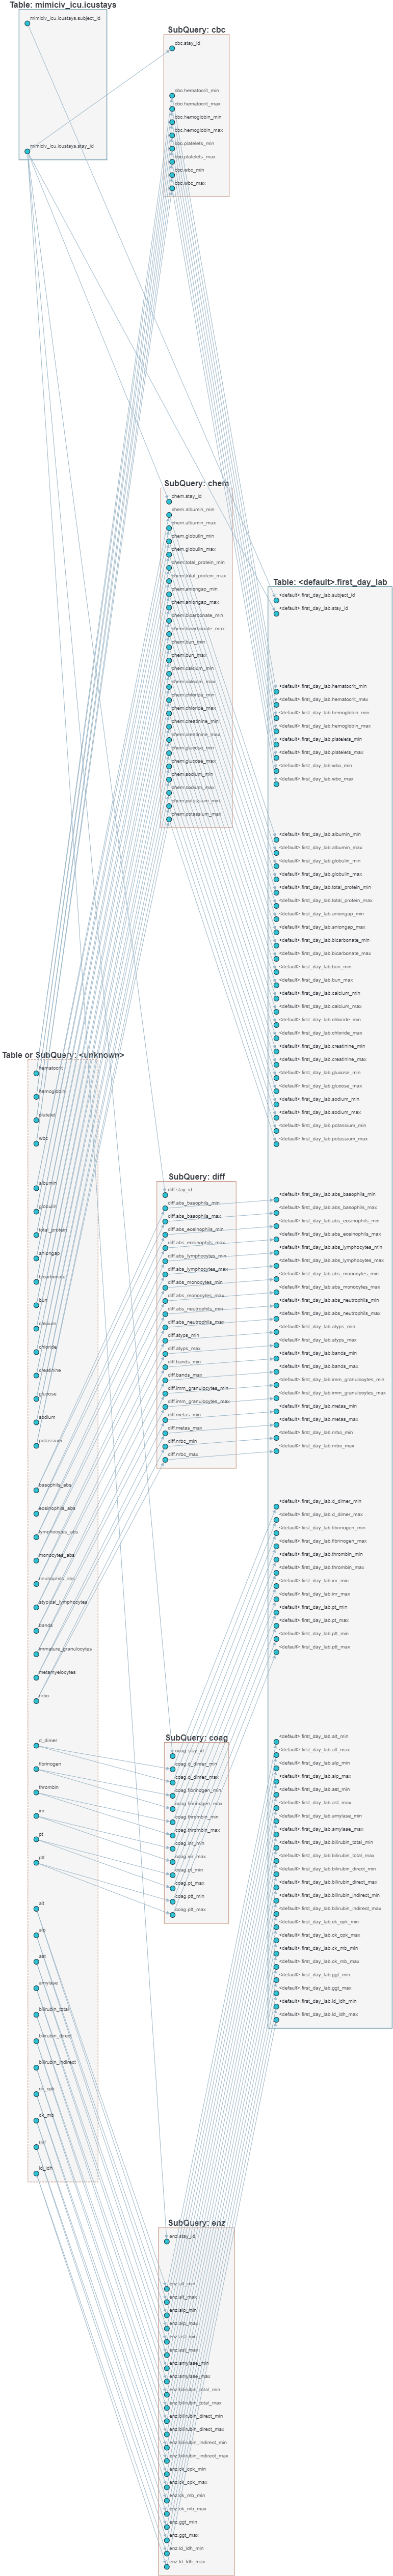 Table: mimiciv_icu.icustays
mimiciv_icu.icustays.subject_id
mimiciv_icu.icustays.stay_id
SubQuery: cbc
cbc.stay_id
cbc.hematocrit_min
cbc.hematocrit_max
cbc.hemoglobin_min
cbc.hemoglobin_max
cbc.platelets_min
cbc.platelets_max
cbc.wbc_min
cbc.wbc_max
SubQuery: chem
chem.stay_id
chem.albumin_min
chem.albumin_max
chem.globulin_min
chem.globulin_max
chem.total_protein_min
chem.total_protein_max
chem.aniongap_min
chem.aniongap_max
chem.bicarbonate_min
chem.bicarbonate_max
chem.bun_min
chem.bun_max
chem.calcium_min
chem.calcium_max
chem.chloride_min
chem.chloride_max
chem.creatinine_min
chem.creatinine_max
chem.glucose_min
chem.glucose_max
chem.sodium_min
chem.sodium_max
chem.potassium_min
chem.potassium_max
Table: <default>.first_day_lab
<default>.first_day_lab.subject_id
<default>.first_day_lab.stay_id
<default>.first_day_lab.hematocrit_min
<default>.first_day_lab.hematocrit_max
<default>.first_day_lab.hemoglobin_min
<default>.first_day_lab.hemoglobin_max
<default>.first_day_lab.platelets_min
<default>.first_day_lab.platelets_max
<default>.first_day_lab.wbc_min
<default>.first_day_lab.wbc_max
<default>.first_day_lab.albumin_min
<default>.first_day_lab.albumin_max
<default>.first_day_lab.globulin_min
<default>.first_day_lab.globulin_max
<default>.first_day_lab.total_protein_min
<default>.first_day_lab.total_protein_max
<default>.first_day_lab.aniongap_min
<default>.first_day_lab.aniongap_max
<default>.first_day_lab.bicarbonate_min
<default>.first_day_lab.bicarbonate_max
<default>.first_day_lab.bun_min
<default>.first_day_lab.bun_max
<default>.first_day_lab.calcium_min
<default>.first_day_lab.calcium_max
<default>.first_day_lab.chloride_min
<default>.first_day_lab.chloride_max
<default>.first_day_lab.creatinine_min
<default>.first_day_lab.creatinine_max
<default>.first_day_lab.glucose_min
<default>.first_day_lab.glucose_max
<default>.first_day_lab.sodium_min
<default>.first_day_lab.sodium_max
<default>.first_day_lab.potassium_min
<default>.first_day_lab.potassium_max
<default>.first_day_lab.abs_basophils_min
<default>.first_day_lab.abs_basophils_max
<default>.first_day_lab.abs_eosinophils_min
<default>.first_day_lab.abs_eosinophils_max
<default>.first_day_lab.abs_lymphocytes_min
<default>.first_day_lab.abs_lymphocytes_max
<default>.first_day_lab.abs_monocytes_min
<default>.first_day_lab.abs_monocytes_max
<default>.first_day_lab.abs_neutrophils_min
<default>.first_day_lab.abs_neutrophils_max
<default>.first_day_lab.atyps_min
<default>.first_day_lab.atyps_max
<default>.first_day_lab.bands_min
<default>.first_day_lab.bands_max
<default>.first_day_lab.imm_granulocytes_min
<default>.first_day_lab.imm_granulocytes_max
<default>.first_day_lab.metas_min
<default>.first_day_lab.metas_max
<default>.first_day_lab.nrbc_min
<default>.first_day_lab.nrbc_max
<default>.first_day_lab.d_dimer_min
<default>.first_day_lab.d_dimer_max
<default>.first_day_lab.fibrinogen_min
<default>.first_day_lab.fibrinogen_max
<default>.first_day_lab.thrombin_min
<default>.first_day_lab.thrombin_max
<default>.first_day_lab.inr_min
<default>.first_day_lab.inr_max
<default>.first_day_lab.pt_min
<default>.first_day_lab.pt_max
<default>.first_day_lab.ptt_min
<default>.first_day_lab.ptt_max
<default>.first_day_lab.alt_min
<default>.first_day_lab.alt_max
<default>.first_day_lab.alp_min
<default>.first_day_lab.alp_max
<default>.first_day_lab.ast_min
<default>.first_day_lab.ast_max
<default>.first_day_lab.amylase_min
<default>.first_day_lab.amylase_max
<default>.first_day_lab.bilirubin_total_min
<default>.first_day_lab.bilirubin_total_max
<default>.first_day_lab.bilirubin_direct_min
<default>.first_day_lab.bilirubin_direct_max
<default>.first_day_lab.bilirubin_indirect_min
<default>.first_day_lab.bilirubin_indirect_max
<default>.first_day_lab.ck_cpk_min
<default>.first_day_lab.ck_cpk_max
<default>.first_day_lab.ck_mb_min
<default>.first_day_lab.ck_mb_max
<default>.first_day_lab.ggt_min
<default>.first_day_lab.ggt_max
<default>.first_day_lab.ld_ldh_min
<default>.first_day_lab.ld_ldh_max
Table or SubQuery: <unknown>
hematocrit
hemoglobin
platelet
wbc
albumin
globulin
total_protein
aniongap
bicarbonate
bun
calcium
chloride
creatinine
glucose
sodium
potassium
basophils_abs
eosinophils_abs
lymphocytes_abs
monocytes_abs
neutrophils_abs
atypical_lymphocytes
bands
immature_granulocytes
metamyelocytes
nrbc
d_dimer
fibrinogen
thrombin
inr
pt
ptt
alt
alp
ast
amylase
bilirubin_total
bilirubin_direct
bilirubin_indirect
ck_cpk
ck_mb
ggt
ld_ldh
SubQuery: diff
diff.stay_id
diff.abs_basophils_min
diff.abs_basophils_max
diff.abs_eosinophils_min
diff.abs_eosinophils_max
diff.abs_lymphocytes_min
diff.abs_lymphocytes_max
diff.abs_monocytes_min
diff.abs_monocytes_max
diff.abs_neutrophils_min
diff.abs_neutrophils_max
diff.atyps_min
diff.atyps_max
diff.bands_min
diff.bands_max
diff.imm_granulocytes_min
diff.imm_granulocytes_max
diff.metas_min
diff.metas_max
diff.nrbc_min
diff.nrbc_max
SubQuery: coag
coag.stay_id
coag.d_dimer_min
coag.d_dimer_max
coag.fibrinogen_min
coag.fibrinogen_max
coag.thrombin_min
coag.thrombin_max
coag.inr_min
coag.inr_max
coag.pt_min
coag.pt_max
coag.ptt_min
coag.ptt_max
SubQuery: enz
enz.stay_id
enz.alt_min
enz.alt_max
enz.alp_min
enz.alp_max
enz.ast_min
enz.ast_max
enz.amylase_min
enz.amylase_max
enz.bilirubin_total_min
enz.bilirubin_total_max
enz.bilirubin_direct_min
enz.bilirubin_direct_max
enz.bilirubin_indirect_min
enz.bilirubin_indirect_max
enz.ck_cpk_min
enz.ck_cpk_max
enz.ck_mb_min
enz.ck_mb_max
enz.ggt_min
enz.ggt_max
enz.ld_ldh_min
enz.ld_ldh_max